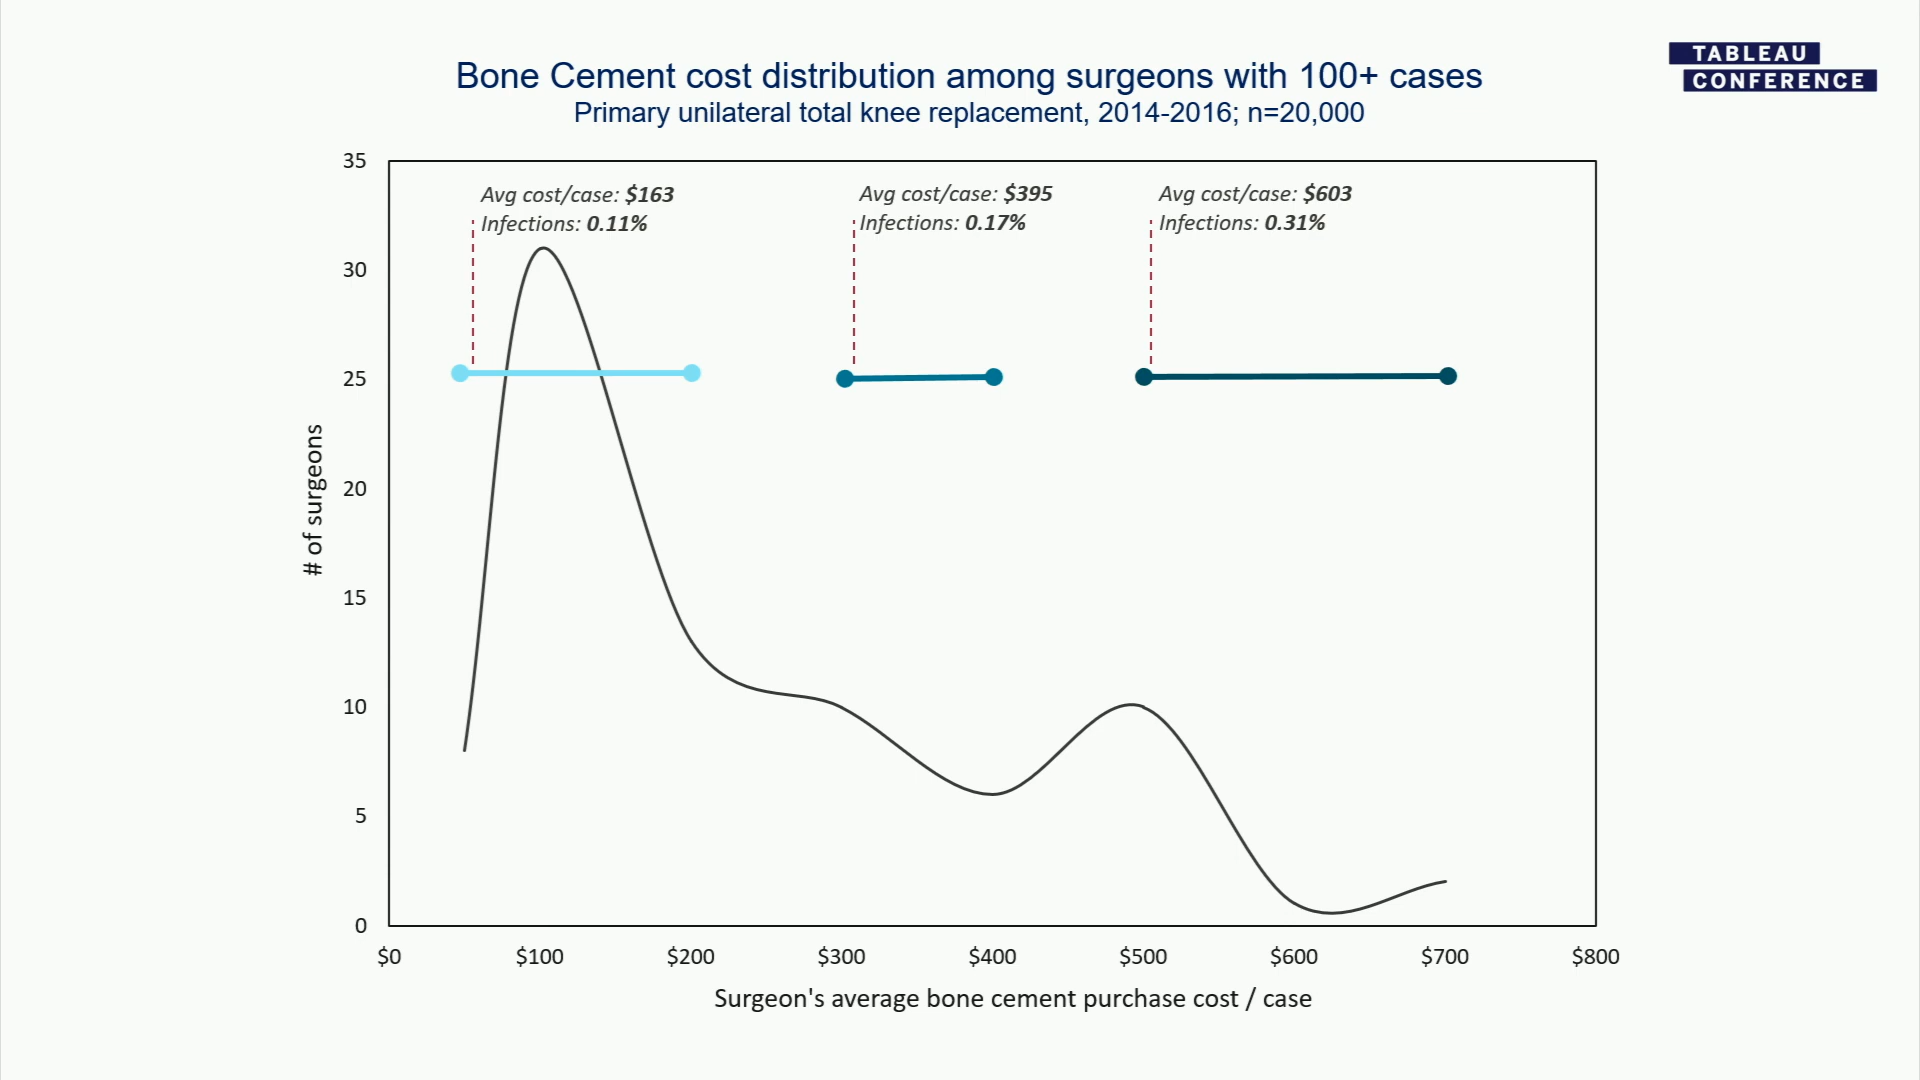 TABLEAU
CONFERENCE
Bone Cement cost distribution among surgeons with 100+ cases
Primary unilateral total knee replacement, 2014-2016; n=20,000
Avg cost/case: $163
Infections: 0.11%
Avg cost/case: $395
Infections: 0.17%
Avg cost/case: $603
Infections: 0.31%
# of surgeons
35
30
25
20
15
10
5
0
$0 $100 $200 $300 $400 $500 $600 $700 $800
Surgeon's average bone cement purchase cost / case